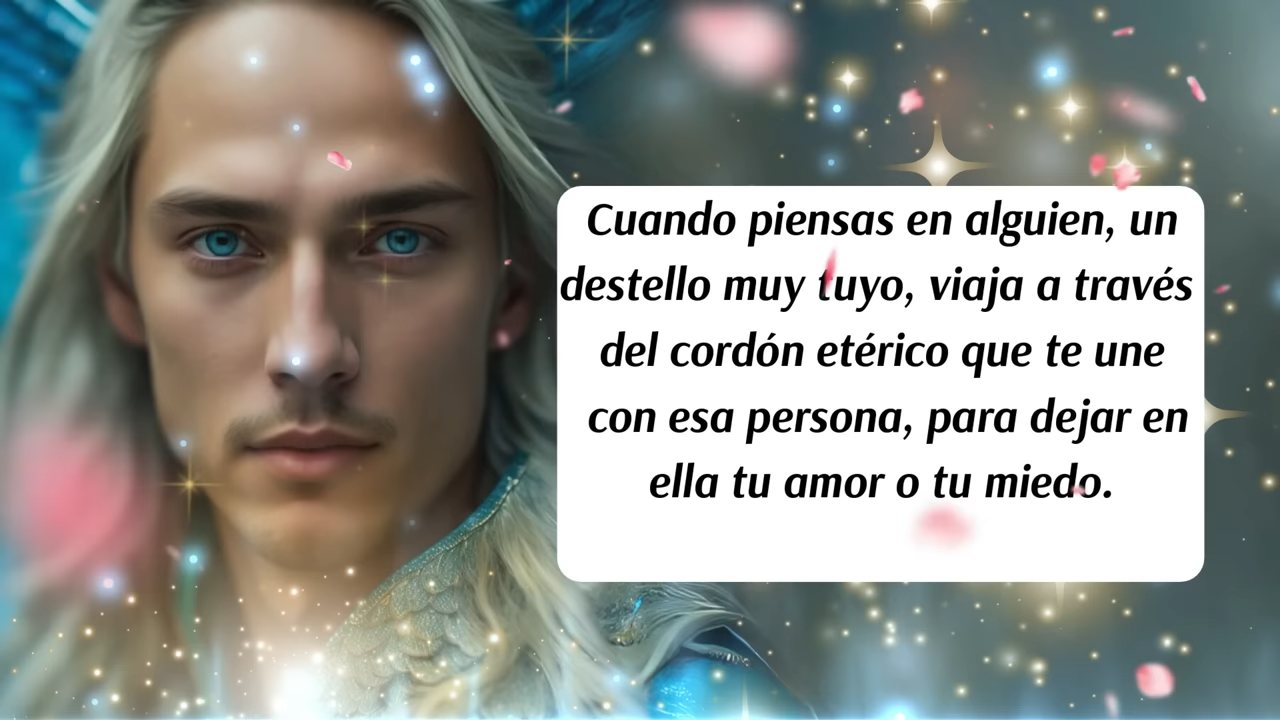 Cuando piensas en alguien, un
destello muy tuyo, viaja a través
del cordón etérico que te une
con esa persona, para dejar en
ella tu amor o tu miedo.